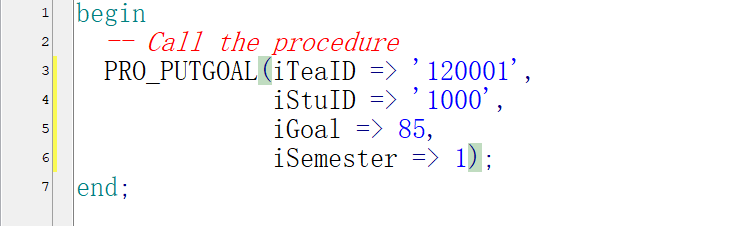 1 begin
2   -- Call the procedure
3   PRO_PUTGOAL(iTeaID => '120001',
4               iStuID => '1000',
5               iGoal => 85,
6               iSemester => 1);
7 end;